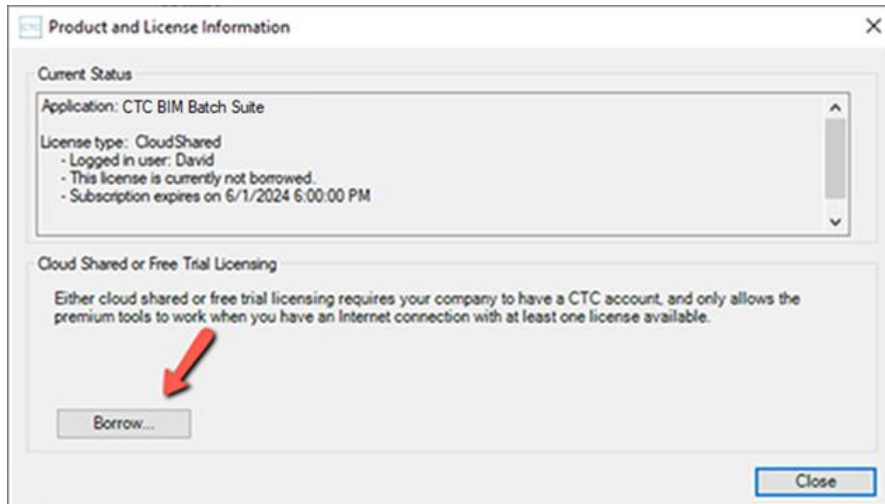 CTC Product and License Information
Current Status
Application: CTC BIM Batch Suite
License type: CloudShared
- Logged in user: David
- This license is currently not borrowed.
- Subscription expires on 6/1/2024 6:00:00 PM
Cloud Shared or Free Trial Licensing
Either cloud shared or free trial licensing requires your company to have a CTC account, and only allows the
premium tools to work when you have an Internet connection with at least one license available.
Borrow...
Close